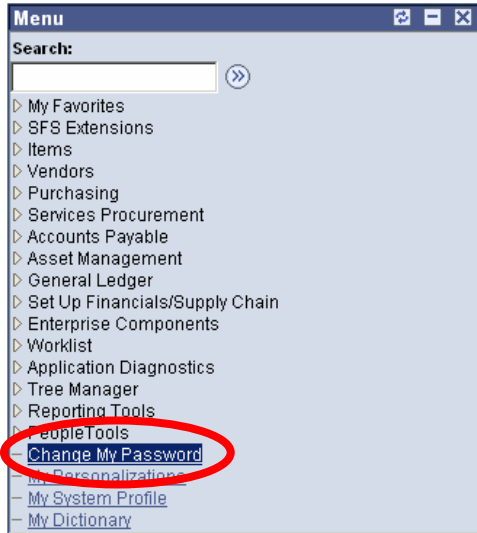 Menu
Search:
My Favorites
SFS Extensions
Items
Vendors
Purchasing
Services Procurement
Accounts Payable
Asset Management
General Ledger
Set Up Financials/Supply Chain
Enterprise Components
Worklist
Application Diagnostics
Tree Manager
Reporting Tools
PeopleTools
Change My Password
My Personalizations
My System Profile
My Dictionary